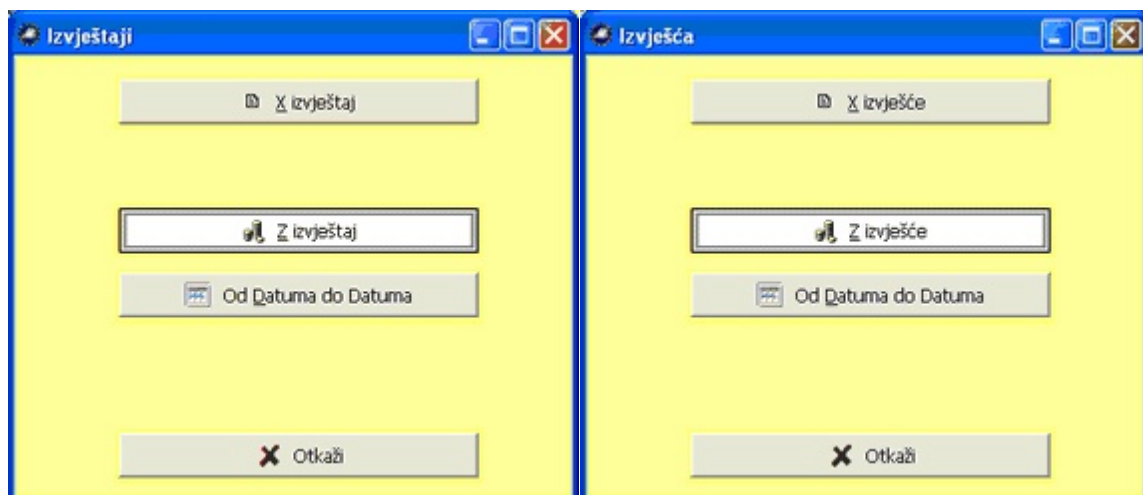 Izvještaji
X izvještaj
Z izvještaj
Od Datuma do Datuma
Otkaži
Izvješća
X izvješće
Z izvješće
Od Datuma do Datuma
Otkaži